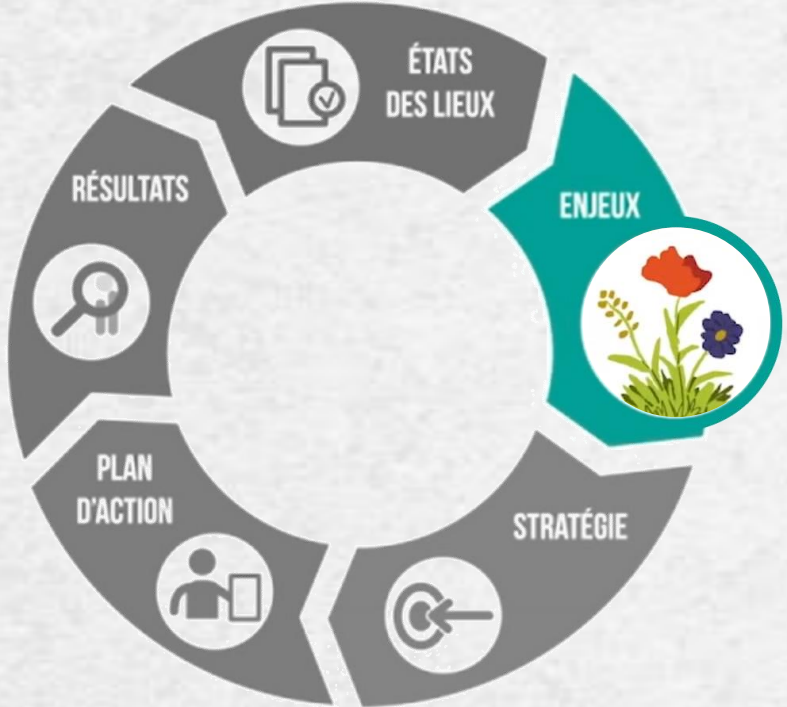 ÉTATS
DES LIEUX
ENJEUX
STRATÉGIE
PLAN
D'ACTION
RÉSULTATS